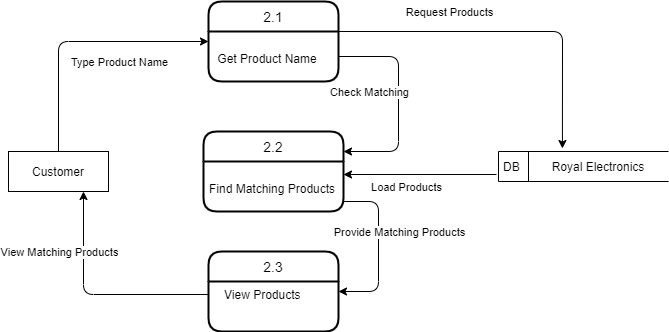 2.1
Request Products
Type Product Name
Get Product Name
Check Matching
2.2
Customer
DB
Royal Electronics
Find Matching Products
Load Products
Provide Matching Products
View Matching Products
2.3
View Products